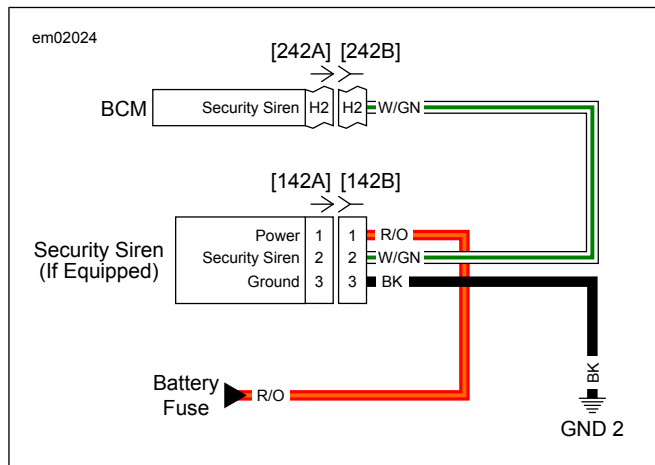 em02024
[242A] [242B]
BCM Security Siren H2 H2 W/GN
[142A] [142B]
Security Siren
(If Equipped)
Power 1 1 R/O
Security Siren 2 2 W/GN
Ground 3 3 BK
Battery
Fuse
R/O
BK
GND 2